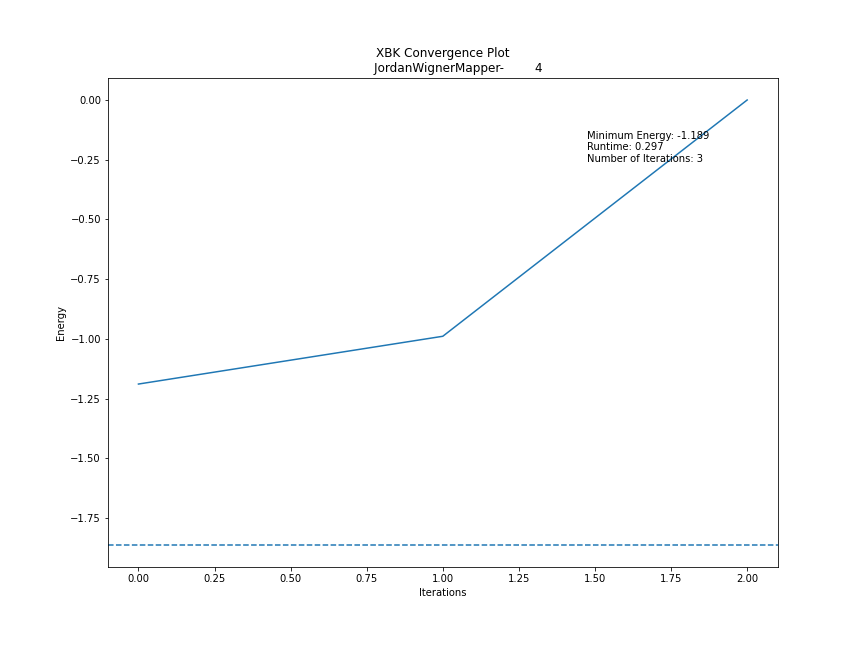 XBK Convergence Plot
JordanWignerMapper- 4
0.00
Minimum Energy: -1.189
Runtime: 0.297
Number of Iterations: 3
−0.25
−0.50
−0.75
Energy
−1.00
−1.25
−1.50
−1.75
0.00 0.25 0.50 0.75 1.00 1.25 1.50 1.75 2.00
Iterations